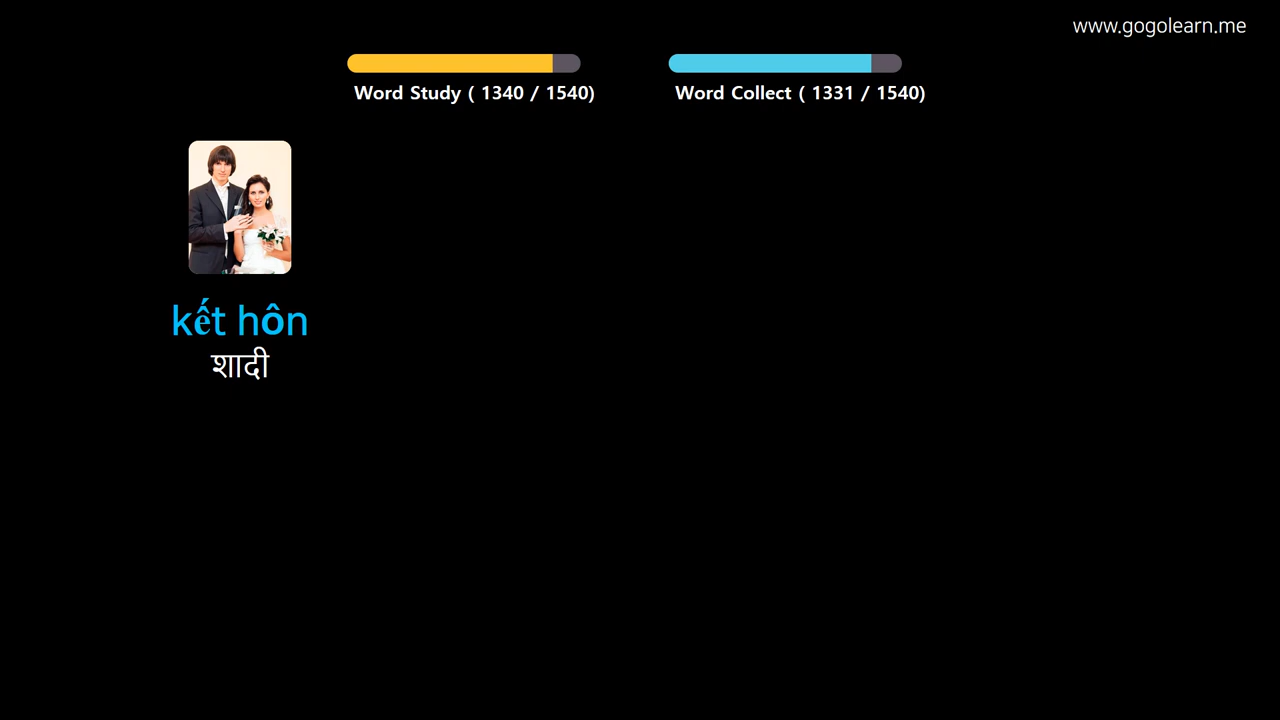 www.gogolearn.me
Word Study ( 1340 / 1540)
Word Collect ( 1331 / 1540)
kết hôn
शादी